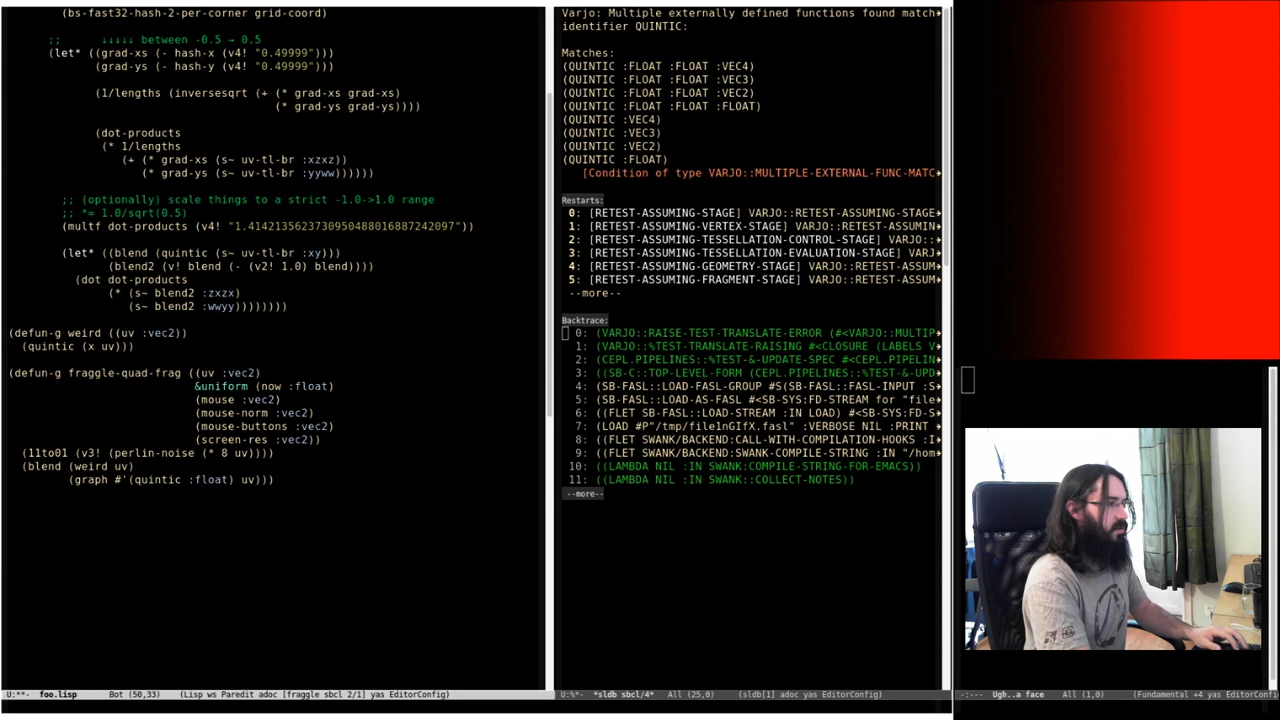 (bs-fast32-hash-2-per-corner grid-coord)
;; ↓↓↓↓↓ between -0.5 → 0.5
(let* ((grad-xs (- hash-x (v4! "0.49999")))
(grad-ys (- hash-y (v4! "0.49999")))
(1/lengths (inversesqrt (+ (* grad-xs grad-xs)
(* grad-ys grad-ys))))
(dot-products
(* 1/lengths
(+ (* grad-xs (s~ uv-tl-br :xzxz))
(* grad-ys (s~ uv-tl-br :yyww))))))
;; (optionally) scale things to a strict -1.0->1.0 range
;; *= 1.0/sqrt(0.5)
(multf dot-products (v4! "1.4142135623730950488016887242097"))
(let* ((blend (quintic (s~ uv-tl-br :xy)))
(blend2 (v! blend (- (v2! 1.0) blend))))
(dot dot-products
(* (s~ blend2 :zxzx)
(s~ blend2 :wwyy))))))))
(defun-g weird ((uv :vec2))
(quintic (x uv)))
(defun-g fraggle-quad-frag ((uv :vec2)
&uniform (now :float)
(mouse :vec2)
(mouse-norm :vec2)
(mouse-buttons :vec2)
(screen-res :vec2))
(11to01 (v3! (perlin-noise (* 8 uv))))
(blend (weird uv)
(graph #'(quintic :float) uv)))
U:**- foo.lisp Bot (50,33) (Lisp ws Paredit adoc [fraggle sbcl 2/1] yas EditorConfig)
Varjo: Multiple externally defined functions found match
identifier QUINTIC:
Matches:
(QUINTIC :FLOAT :FLOAT :VEC4)
(QUINTIC :FLOAT :FLOAT :VEC3)
(QUINTIC :FLOAT :FLOAT :VEC2)
(QUINTIC :FLOAT :FLOAT :FLOAT)
(QUINTIC :VEC4)
(QUINTIC :VEC3)
(QUINTIC :VEC2)
(QUINTIC :FLOAT)
[Condition of type VARJO::MULTIPLE-EXTERNAL-FUNC-MATC
Restarts:
0: [RETEST-ASSUMING-STAGE] VARJO::RETEST-ASSUMING-STAGE
1: [RETEST-ASSUMING-VERTEX-STAGE] VARJO::RETEST-ASSUMIN
2: [RETEST-ASSUMING-TESSELLATION-CONTROL-STAGE] VARJO::
3: [RETEST-ASSUMING-TESSELLATION-EVALUATION-STAGE] VARJ
4: [RETEST-ASSUMING-GEOMETRY-STAGE] VARJO::RETEST-ASSUM
5: [RETEST-ASSUMING-FRAGMENT-STAGE] VARJO::RETEST-ASSUM
--more--
Backtrace:
0: (VARJO::RAISE-TEST-TRANSLATE-ERROR (#<VARJO::MULTIP
1: (VARJO::%TEST-TRANSLATE-RAISING #<CLOSURE (LABELS V
2: (CEPL.PIPELINES::%TEST-&-UPDATE-SPEC #<CEPL.PIPELIN
3: ((SB-C::TOP-LEVEL-FORM (CEPL.PIPELINES::%TEST-&-UPD
4: (SB-FASL::LOAD-FASL-GROUP #S(SB-FASL::FASL-INPUT :S
5: (SB-FASL::LOAD-AS-FASL #<SB-SYS:FD-STREAM for "file
6: ((FLET SB-FASL::LOAD-STREAM :IN LOAD) #<SB-SYS:FD-S
7: (LOAD #P"/tmp/file1nGIfX.fasl" :VERBOSE NIL :PRINT
8: ((FLET SWANK/BACKEND:CALL-WITH-COMPILATION-HOOKS :I
9: ((FLET SWANK/BACKEND:SWANK-COMPILE-STRING :IN "/hom
10: ((LAMBDA NIL :IN SWANK:COMPILE-STRING-FOR-EMACS))
11: ((LAMBDA NIL :IN SWANK::COLLECT-NOTES))
--more--
U:%*- *sldb sbcl/4* All (25,0) (sldb[1] adoc yas EditorConfig)
-:--- Ugh..a face All (1,0) (Fundamental +4 yas EditorConfi